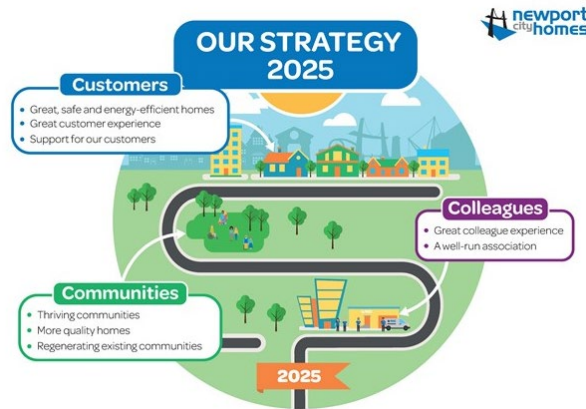 newport
city homes
OUR STRATEGY
2025
Customers
• Great, safe and energy-efficient homes
• Great customer experience
• Support for our customers
Colleagues
• Great colleague experience
• A well-run association
Communities
• Thriving communities
• More quality homes
• Regenerating existing communities
2025